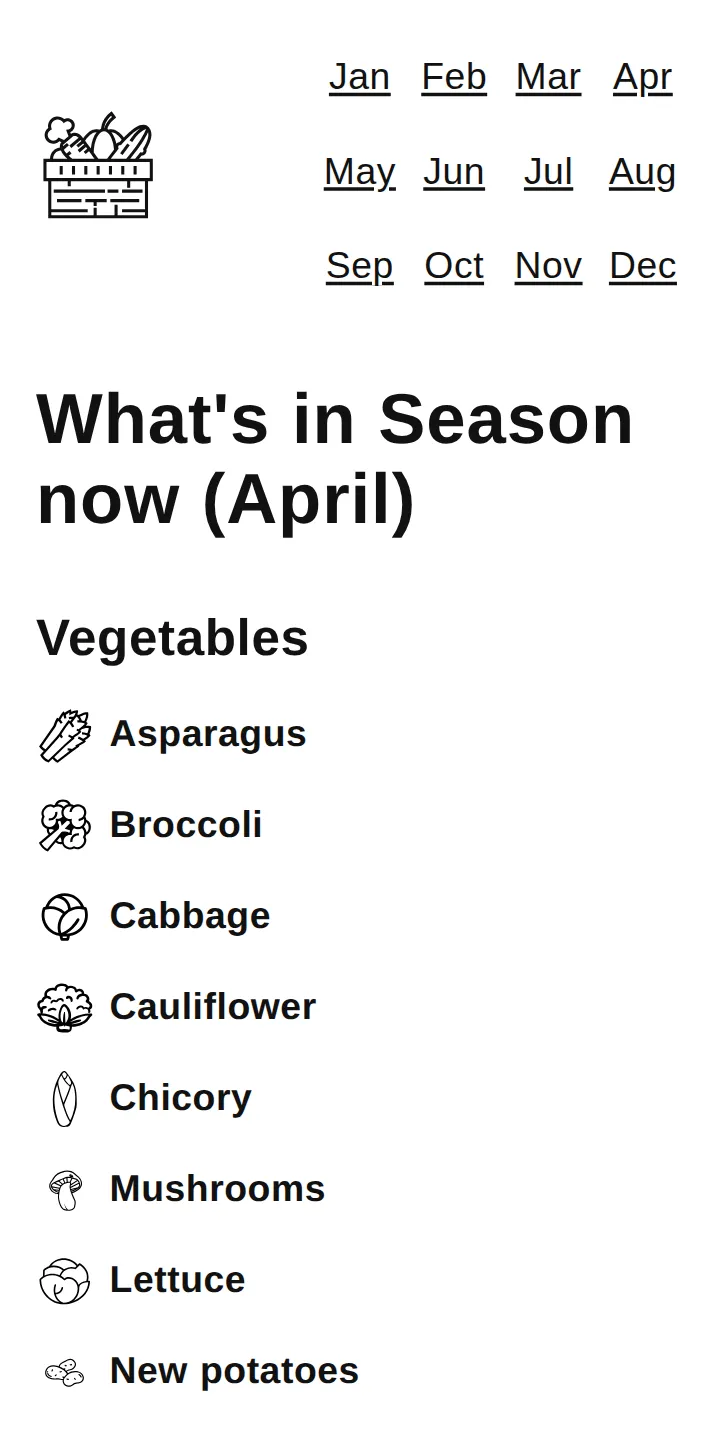 Jan Feb Mar Apr
May Jun Jul Aug
Sep Oct Nov Dec
What's in Season
now (April)
Vegetables
Asparagus
Broccoli
Cabbage
Cauliflower
Chicory
Mushrooms
Lettuce
New potatoes